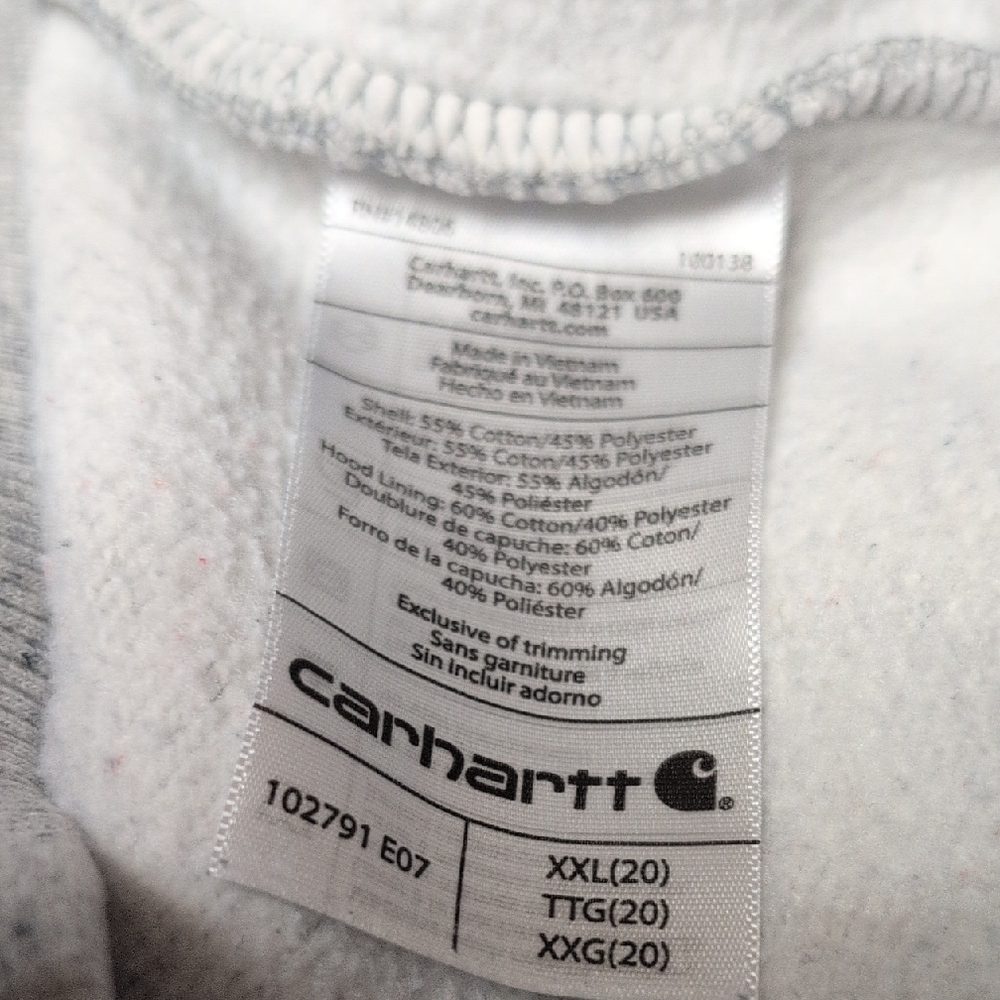 100138
Carhartt, Inc. P.O. Box 600
Dearborn, MI 48121 USA
carhartt.com
Made in Vietnam
Fabriqué au Vietnam
Hecho en Vietnam
Shell: 55% Cotton/45% Polyester
Extérieur: 55% Coton/45% Polyester
Tela Exterior: 55% Algodón/
45% Poliéster
Hood Lining: 60% Cotton/40% Polyester
Doublure de capuche: 60% Coton/
40% Polyester
Forro de la capucha: 60% Algodón/
40% Poliéster
Exclusive of trimming
Sans garniture
Sin incluir adorno
carhartt ®
102791 E07
XXL(20)
TTG(20)
XXG(20)